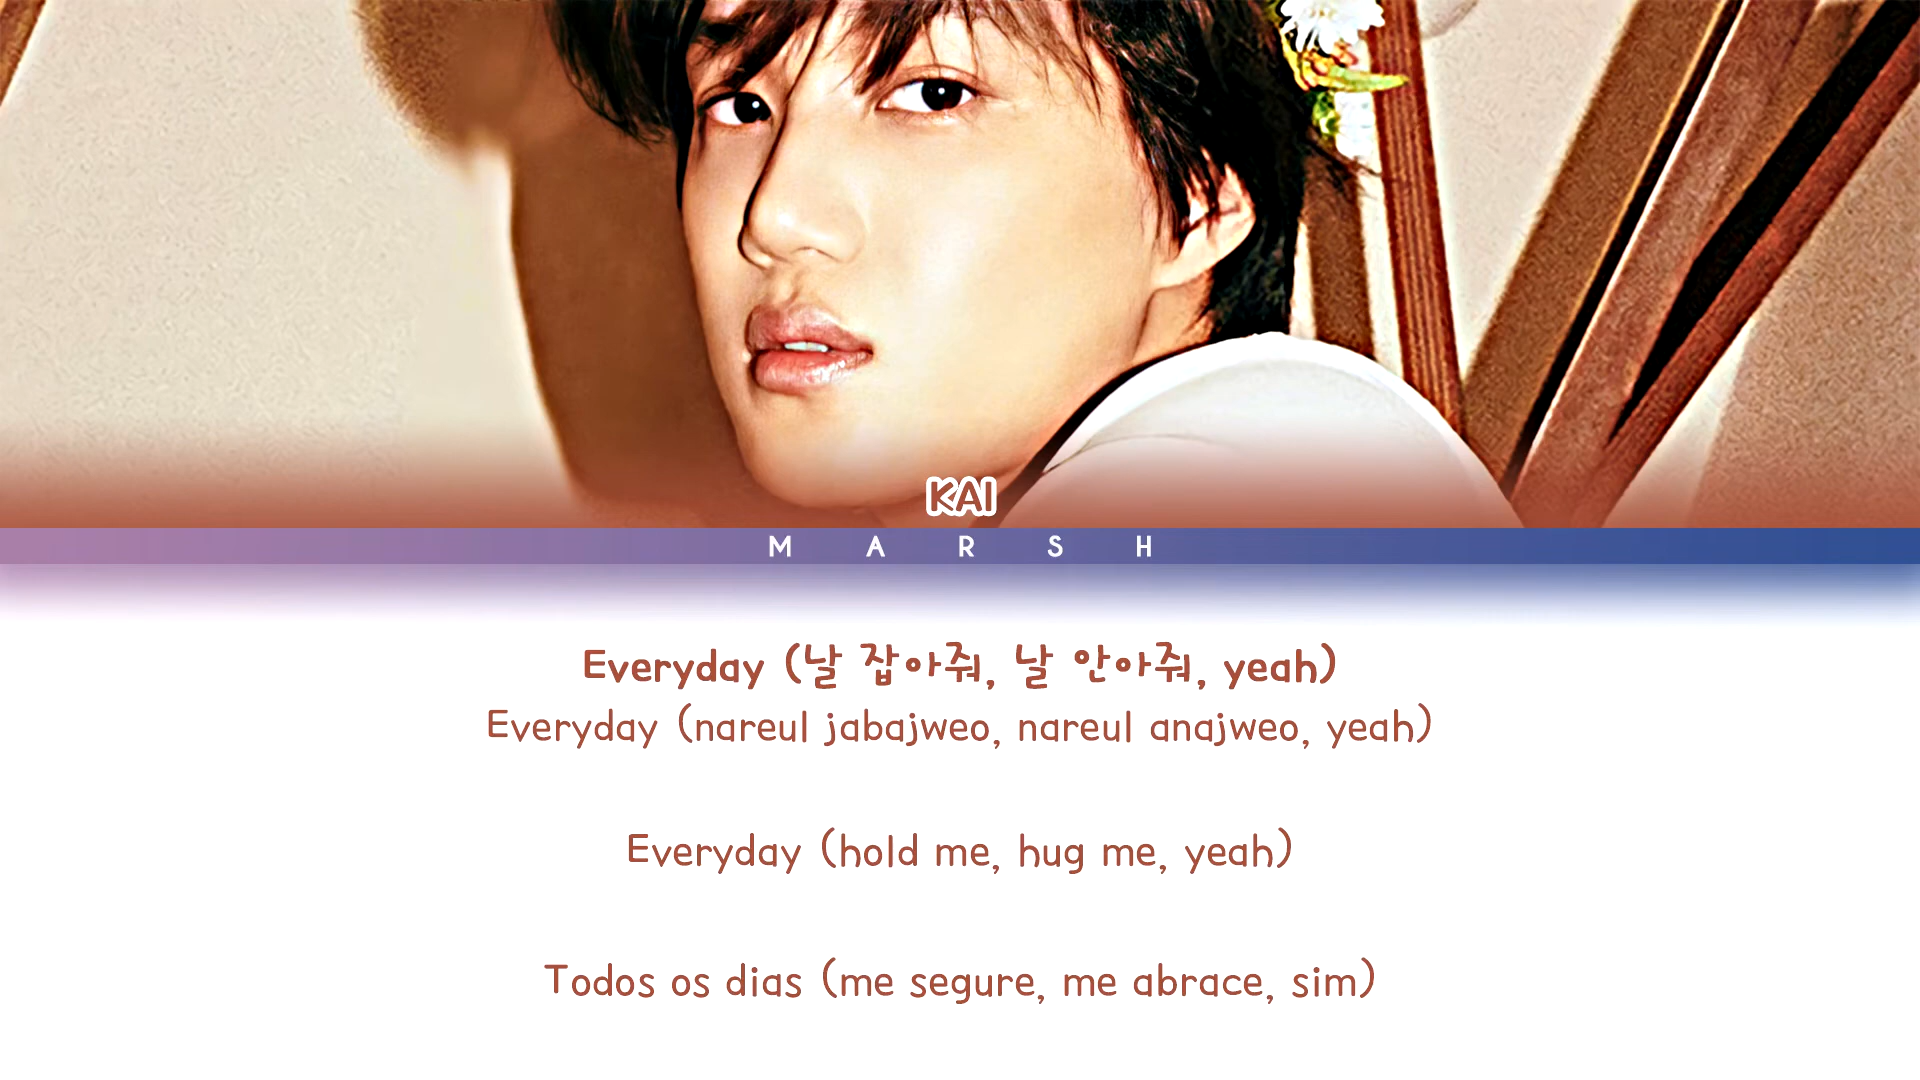 KAI
MARSH
Everyday (날 잡아줘, 날 안아줘, yeah)
Everyday (nareul jabajweo, nareul anajweo, yeah)
Everyday (hold me, hug me, yeah)
Todos os dias (me segure, me abrace, sim)